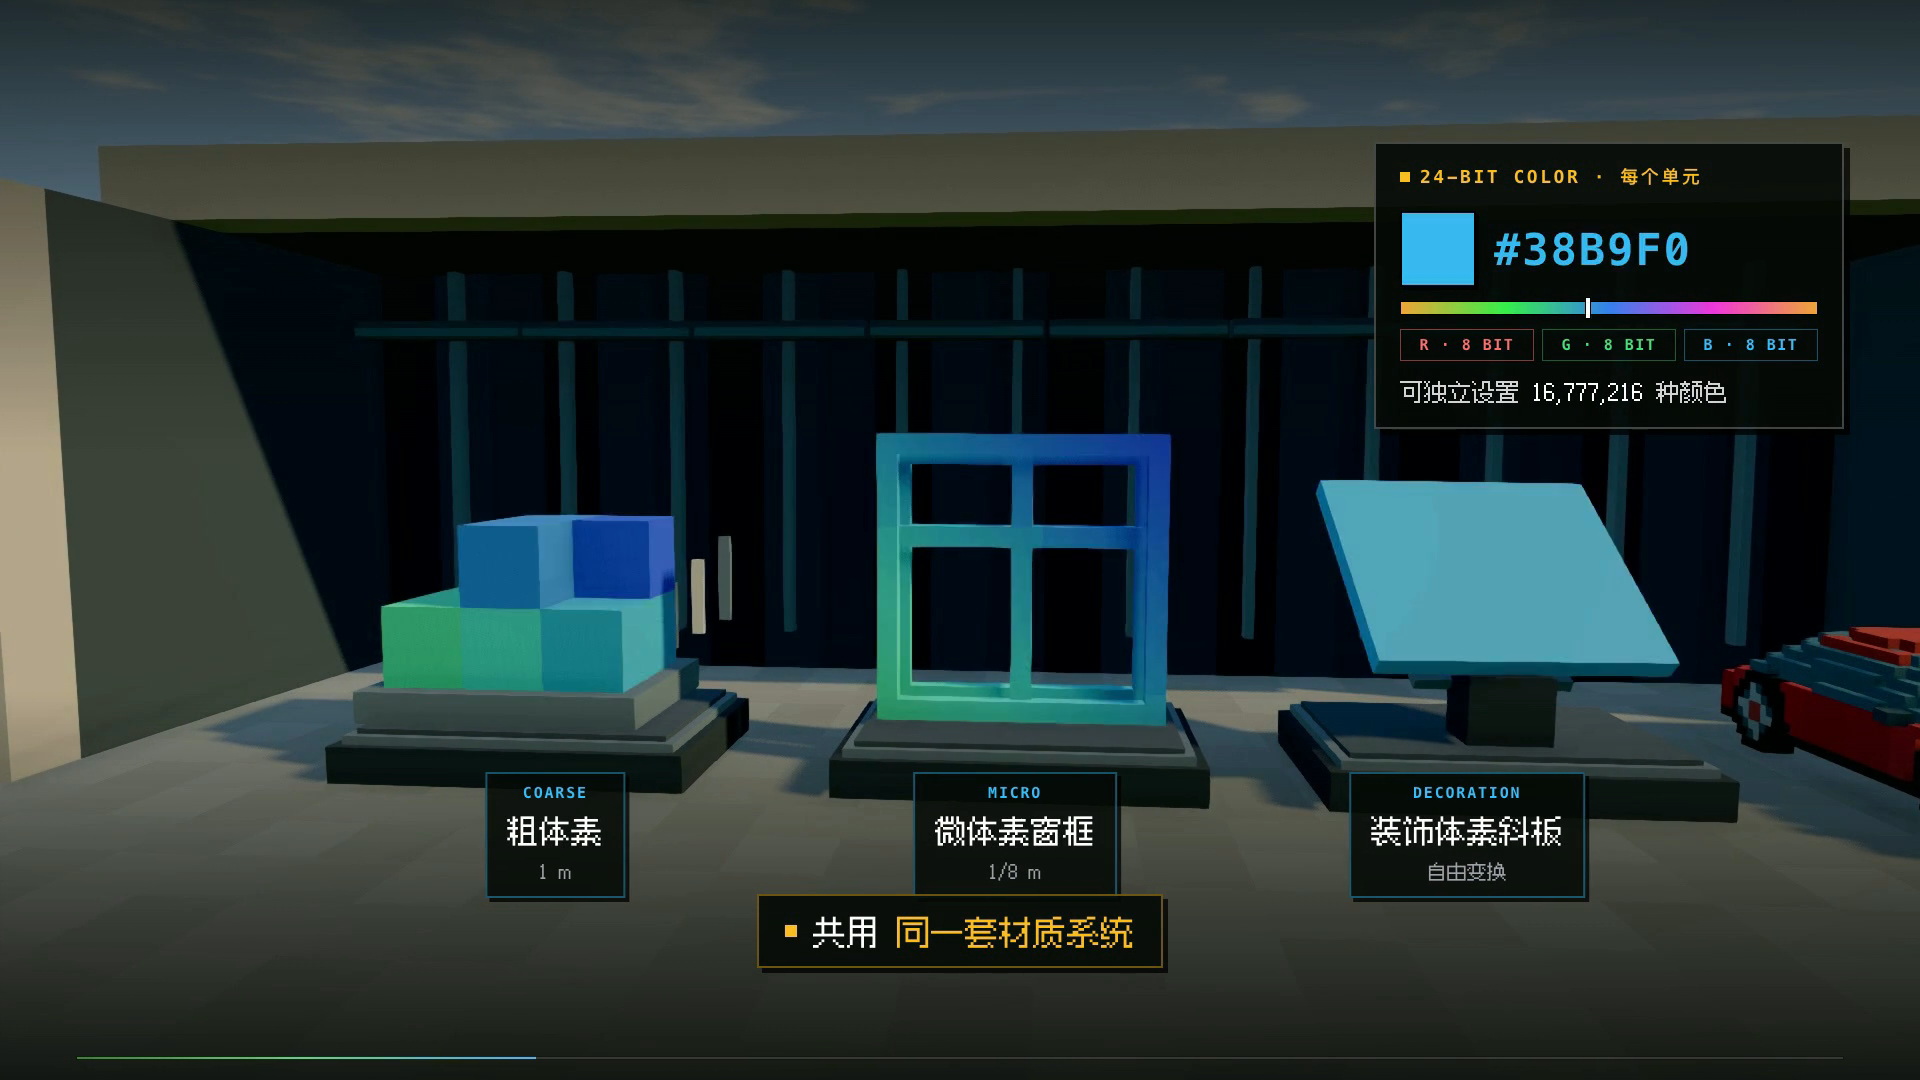 24-BIT COLOR · 每个单元
#38B9F0
R · 8 BIT
G · 8 BIT
B · 8 BIT
可独立设置 16,777,216 种颜色
COARSE
粗体素
1 m
MICRO
微体素窗框
1/8 m
DECORATION
装饰体素斜板
自由变换
共用 同一套材质系统